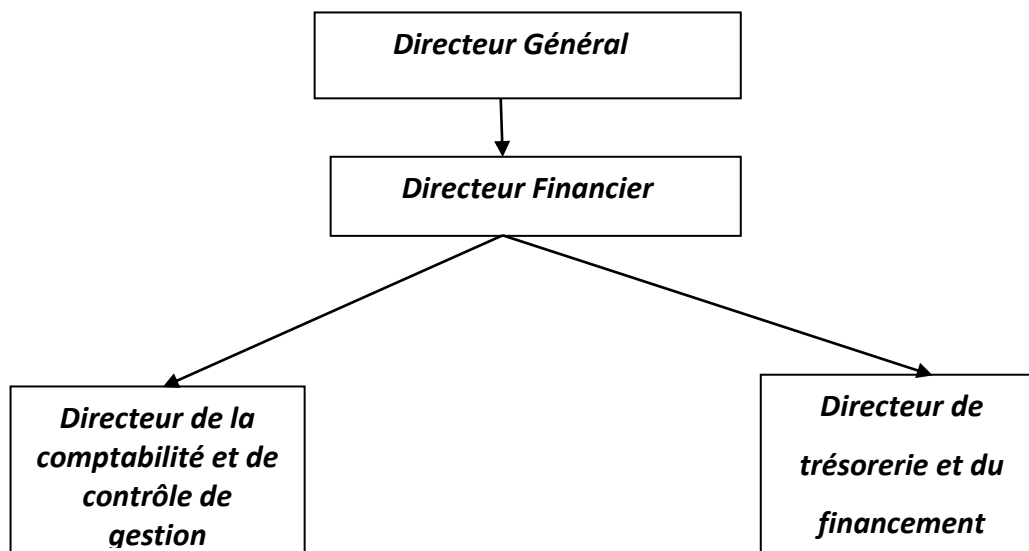 Directeur Général
Directeur Financier
Directeur de la
comptabilité et de
contrôle de
gestion
Directeur de
trésorerie et du
financement